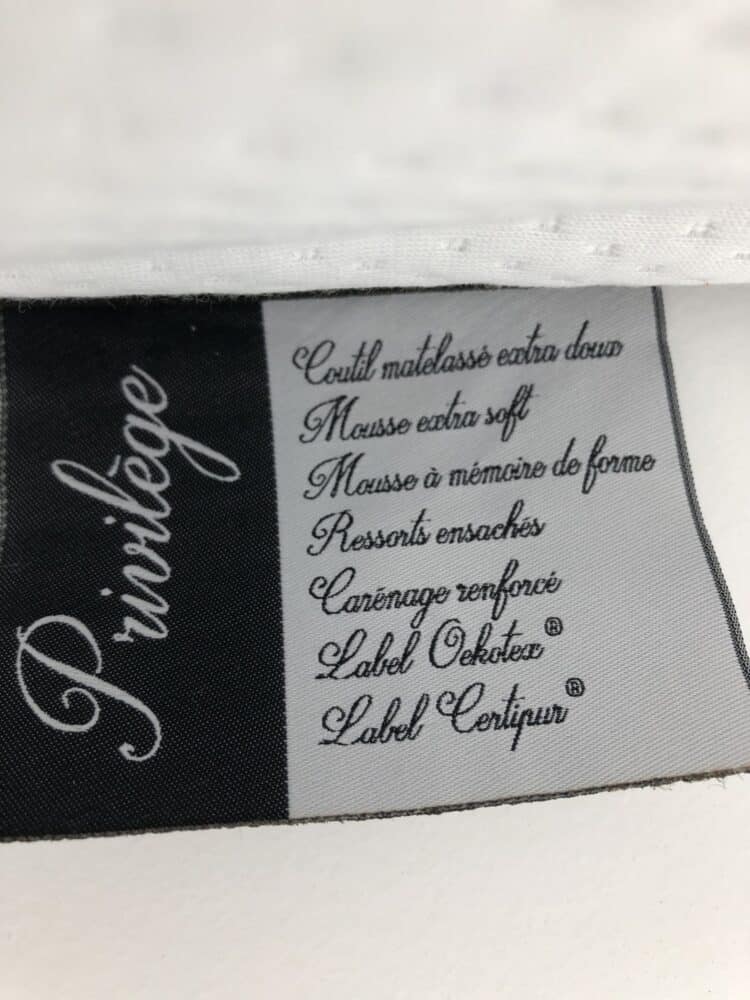 Privilège
Coutil matelassé extra doux
Mousse extra soft
Mousse à mémoire de forme
Ressorts ensachés
Carénage renforcé
Label Oekotex®
Label Certipur®